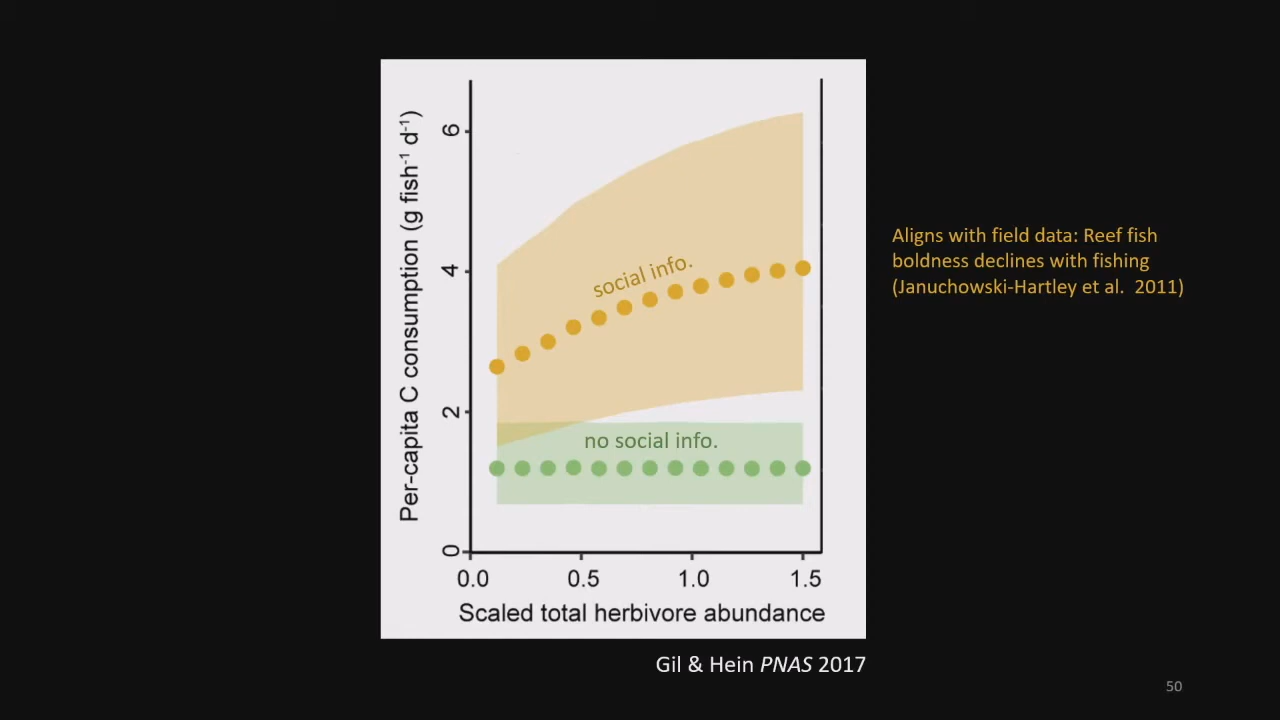 Per-capita C consumption (g fish⁻¹ d⁻¹)
6
4
2
0
social info.
no social info.
0.0 0.5 1.0 1.5
Scaled total herbivore abundance
Aligns with field data: Reef fish
boldness declines with fishing
(Januchowski-Hartley et al. 2011)
Gil & Hein PNAS 2017
50